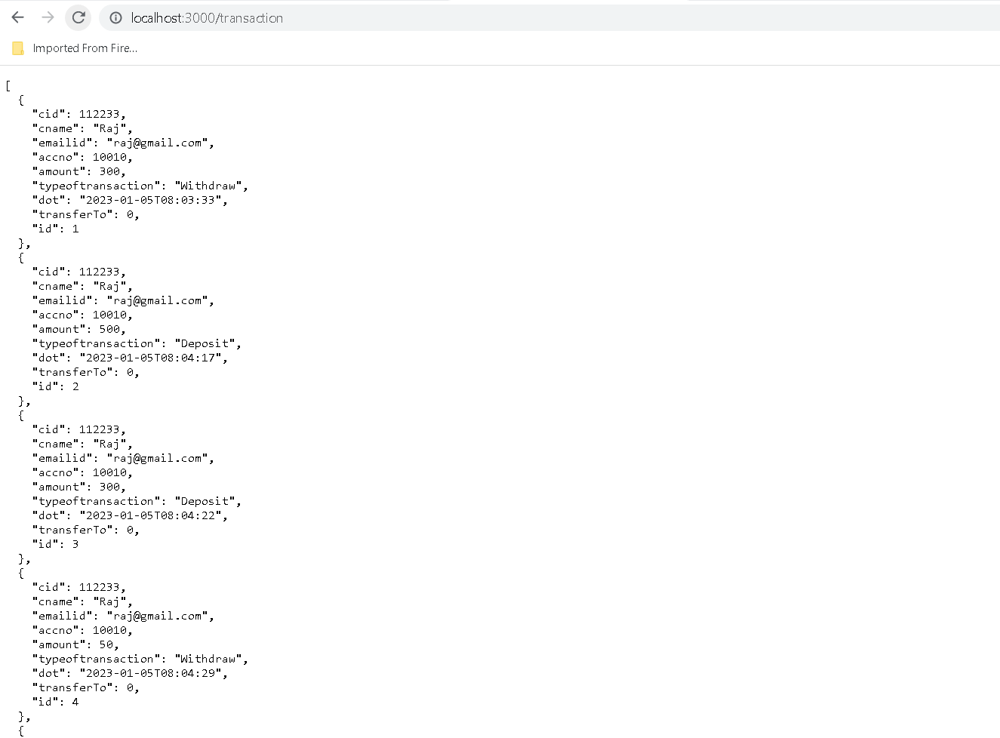 localhost:3000/transaction
Imported From Fire...
[
  {
    "cid": 112233,
    "cname": "Raj",
    "emailid": "raj@gmail.com",
    "accno": 10010,
    "amount": 300,
    "typeoftransaction": "Withdraw",
    "dot": "2023-01-05T08:03:33",
    "transferTo": 0,
    "id": 1
  },
  {
    "cid": 112233,
    "cname": "Raj",
    "emailid": "raj@gmail.com",
    "accno": 10010,
    "amount": 500,
    "typeoftransaction": "Deposit",
    "dot": "2023-01-05T08:04:17",
    "transferTo": 0,
    "id": 2
  },
  {
    "cid": 112233,
    "cname": "Raj",
    "emailid": "raj@gmail.com",
    "accno": 10010,
    "amount": 300,
    "typeoftransaction": "Deposit",
    "dot": "2023-01-05T08:04:22",
    "transferTo": 0,
    "id": 3
  },
  {
    "cid": 112233,
    "cname": "Raj",
    "emailid": "raj@gmail.com",
    "accno": 10010,
    "amount": 50,
    "typeoftransaction": "Withdraw",
    "dot": "2023-01-05T08:04:29",
    "transferTo": 0,
    "id": 4
  },
  {